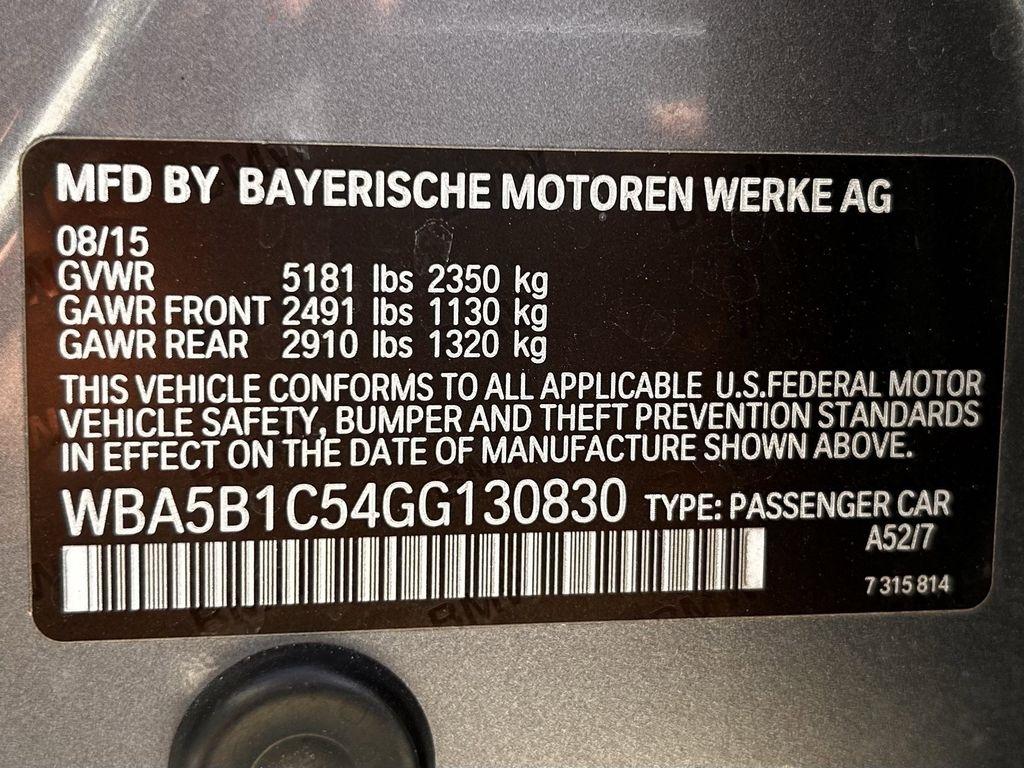 MFD BY BAYERISCHE MOTOREN WERKE AG
08/15
GVWR 5181 lbs 2350 kg
GAWR FRONT 2491 lbs 1130 kg
GAWR REAR 2910 lbs 1320 kg
THIS VEHICLE CONFORMS TO ALL APPLICABLE U.S.FEDERAL MOTOR
VEHICLE SAFETY, BUMPER AND THEFT PREVENTION STANDARDS
IN EFFECT ON THE DATE OF MANUFACTURE SHOWN ABOVE.
WBA5B1C54GG130830 TYPE: PASSENGER CAR
A52/7
7 315 814